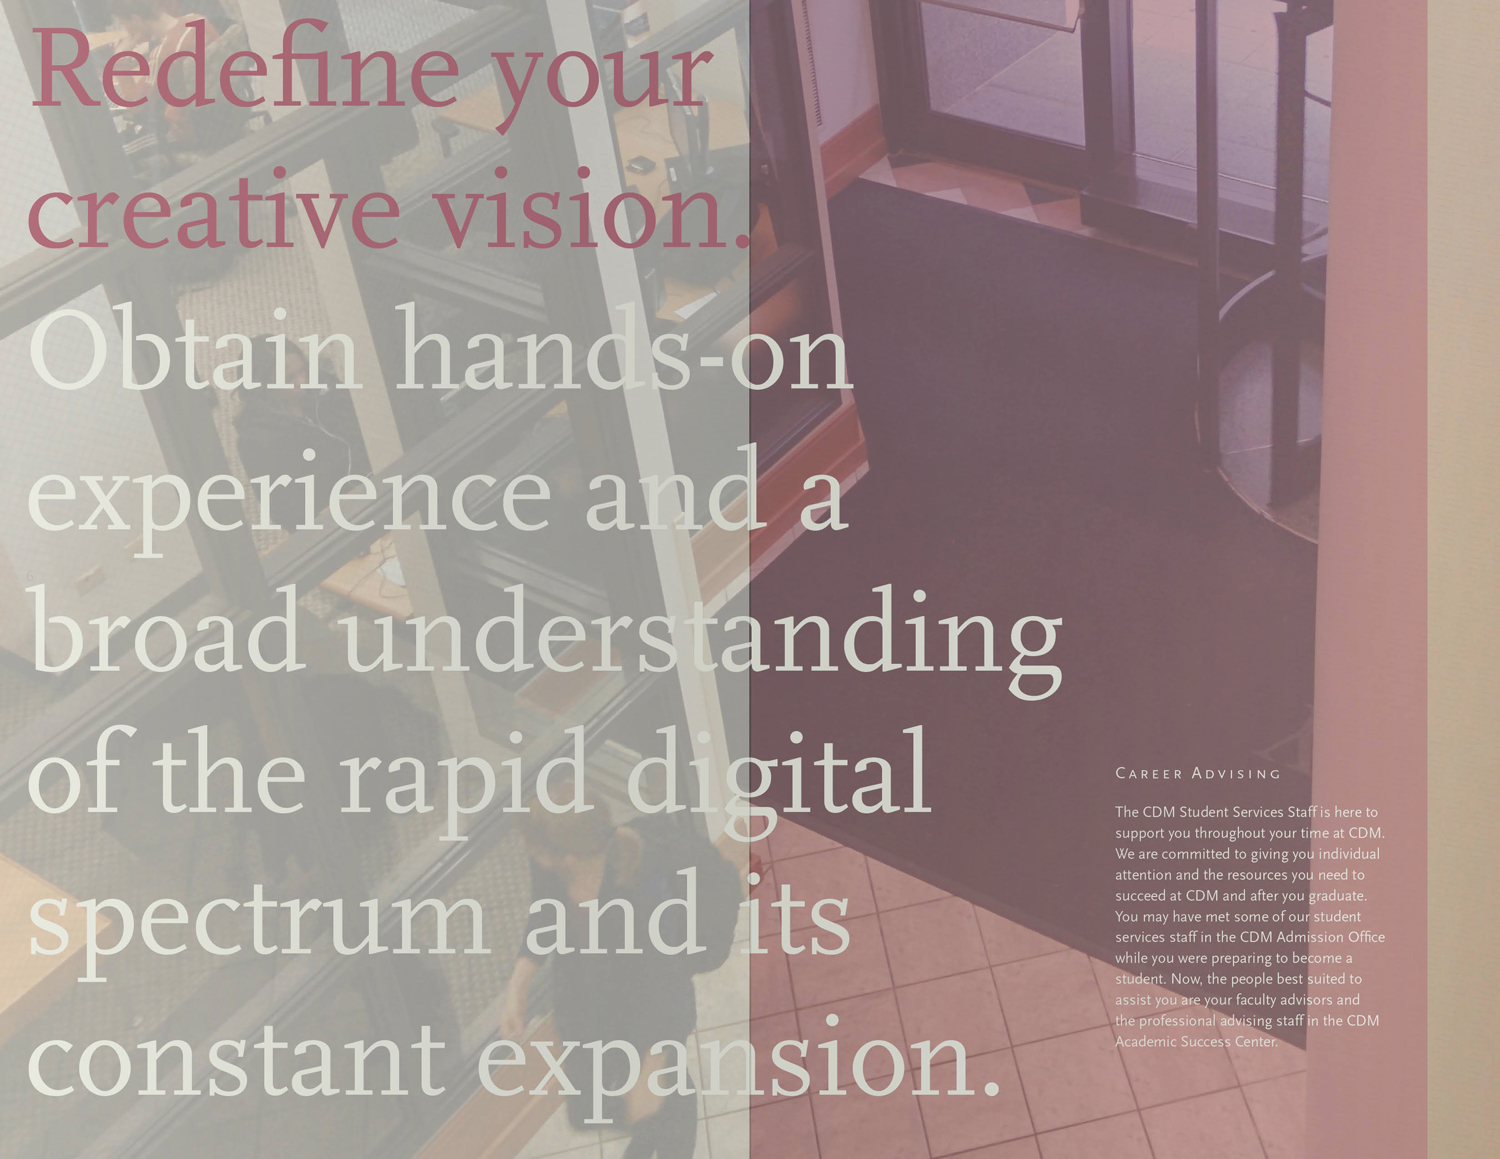 Redefine your
creative vision.
Obtain hands-on
experience and a
broad understanding
of the rapid digital
spectrum and its
constant expansion.
6
Career Advising
The CDM Student Services Staff is here to
support you throughout your time at CDM.
We are committed to giving you individual
attention and the resources you need to
succeed at CDM and after you graduate.
You may have met some of our student
services staff in the CDM Admission Office
while you were preparing to become a
student. Now, the people best suited to
assist you are your faculty advisors and
the professional advising staff in the CDM
Academic Success Center.